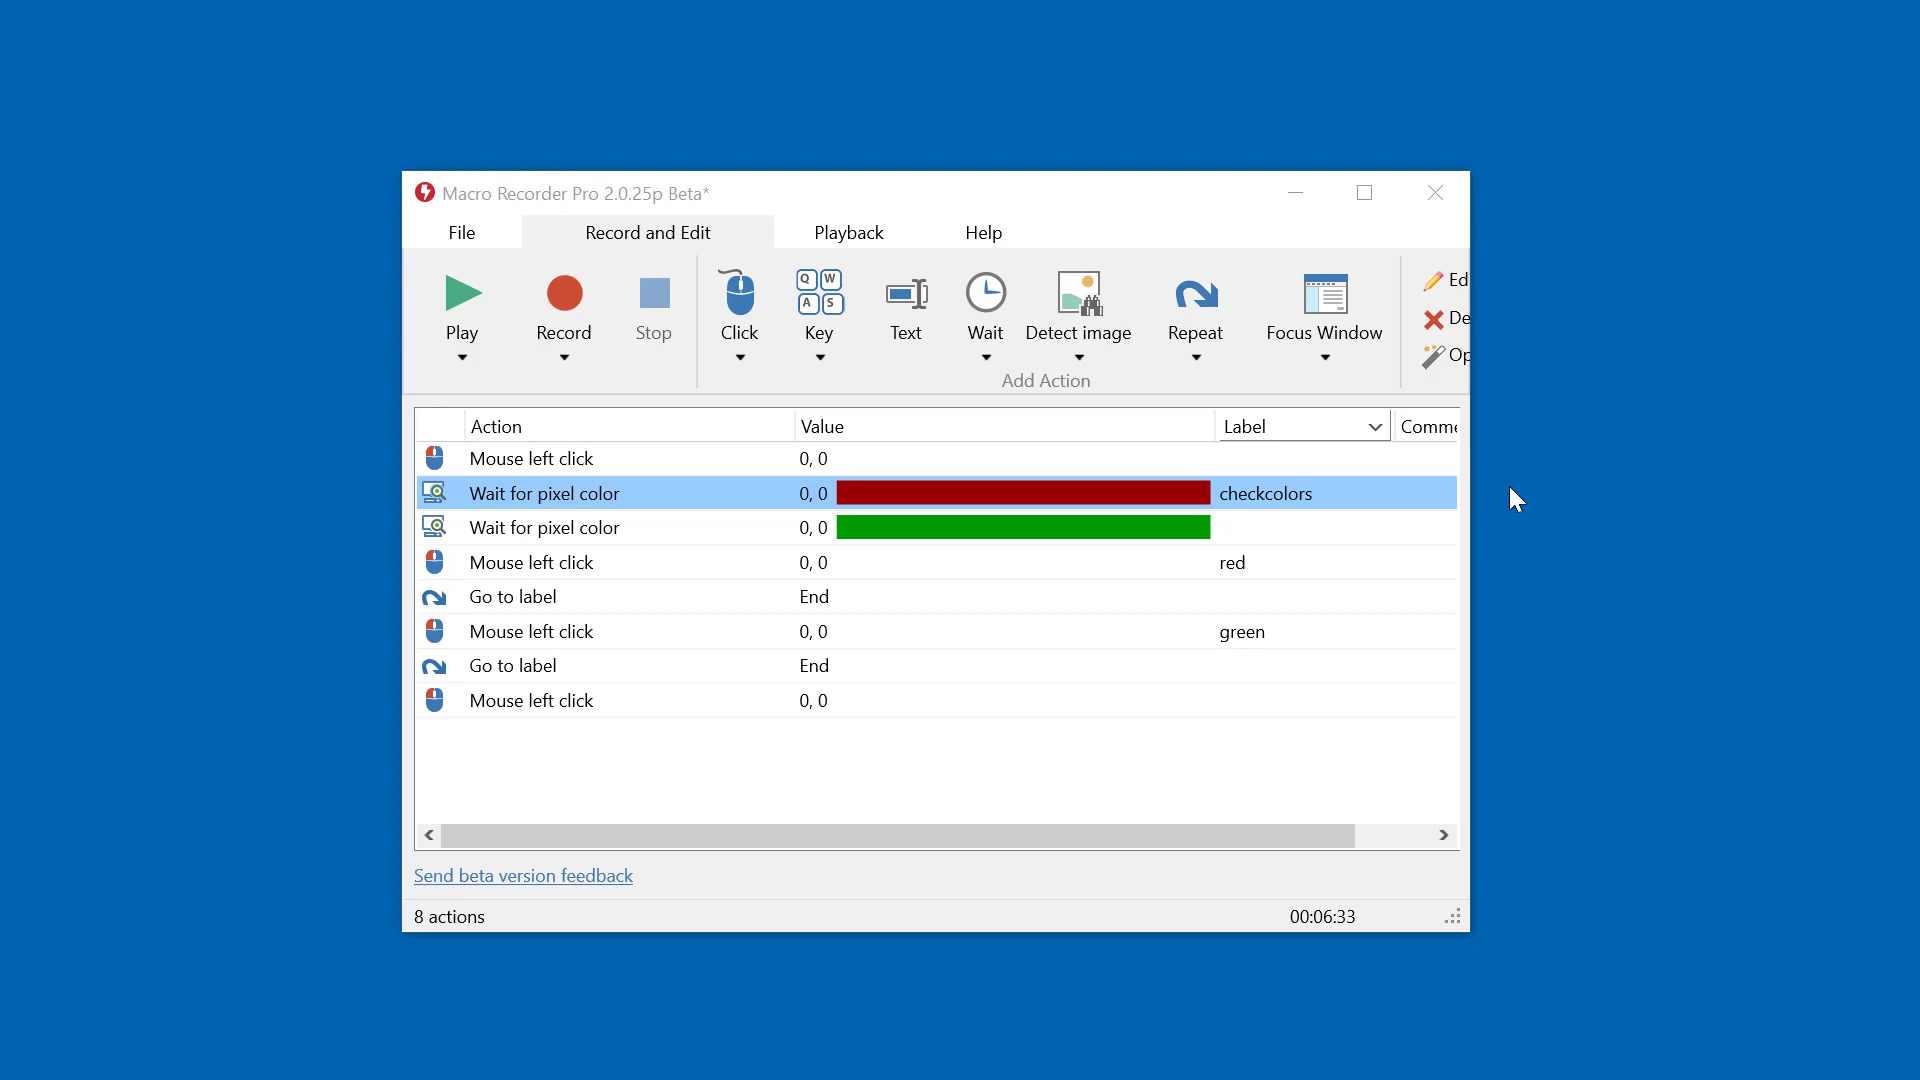 Macro Recorder Pro 2.0.25p Beta*
File Record and Edit Playback Help
Play Record Stop Click Key Text Wait Detect image Repeat Focus Window
Q W
A S
Ed
De
Op
Add Action
Action Value Label Comme
Mouse left click 0, 0
Wait for pixel color 0, 0 checkcolors
Wait for pixel color 0, 0
Mouse left click 0, 0 red
Go to label End
Mouse left click 0, 0 green
Go to label End
Mouse left click 0, 0
Send beta version feedback
8 actions 00:06:33